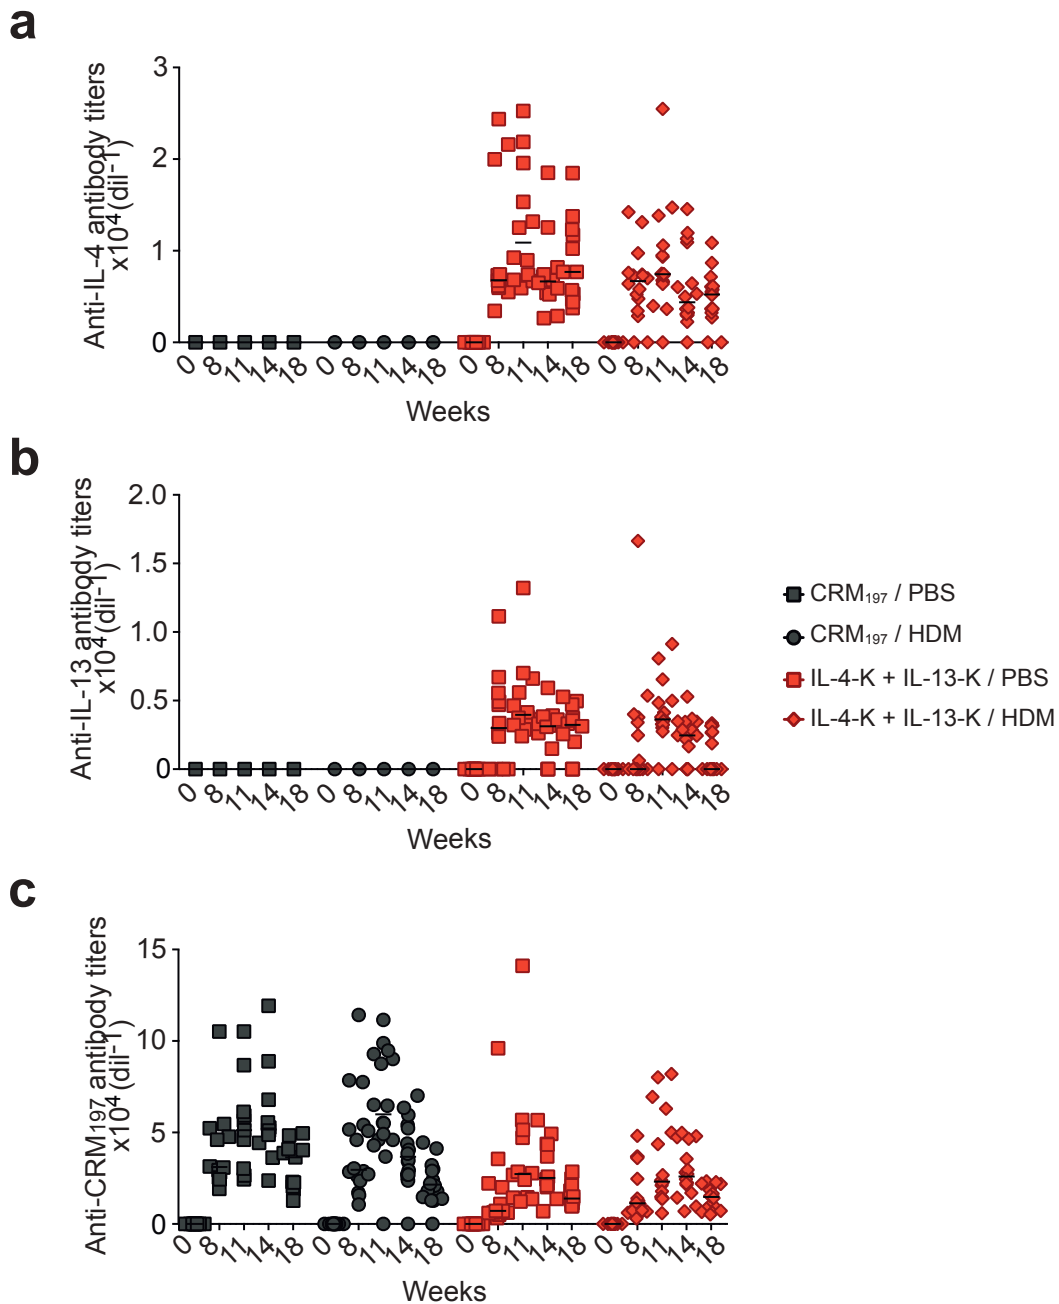 a
Anti-IL-4 antibody titers
x10⁴(dil⁻¹)
3
2
1
0
0 8 11 14 18 0 8 11 14 18 0 8 11 14 18 0 8 11 14 18
Weeks
b
Anti-IL-13 antibody titers
x10⁴(dil⁻¹)
2.0
1.5
1.0
0.5
0
0 8 11 14 18 0 8 11 14 18 0 8 11 14 18 0 8 11 14 18
Weeks
CRM₁₉₇ / PBS
CRM₁₉₇ / HDM
IL-4-K + IL-13-K / PBS
IL-4-K + IL-13-K / HDM
c
Anti-CRM₁₉₇ antibody titers
x10⁴(dil⁻¹)
15
10
5
0
0 8 11 14 18 0 8 11 14 18 0 8 11 14 18 0 8 11 14 18
Weeks